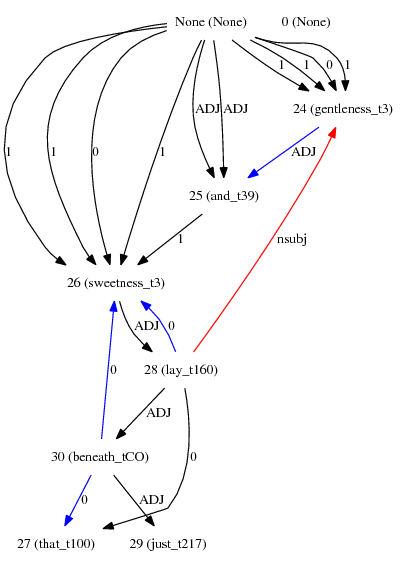 None (None) 0 (None)
1 1 0 1
24 (gentleness_t3)
ADJ ADJ
1 1 0 1
ADJ
25 (and_t39)
nsubj
1
26 (sweetness_t3)
ADJ 0
28 (lay_t160)
0
ADJ
30 (beneath_tCO)
0
0 ADJ
27 (that_t100) 29 (just_t217)